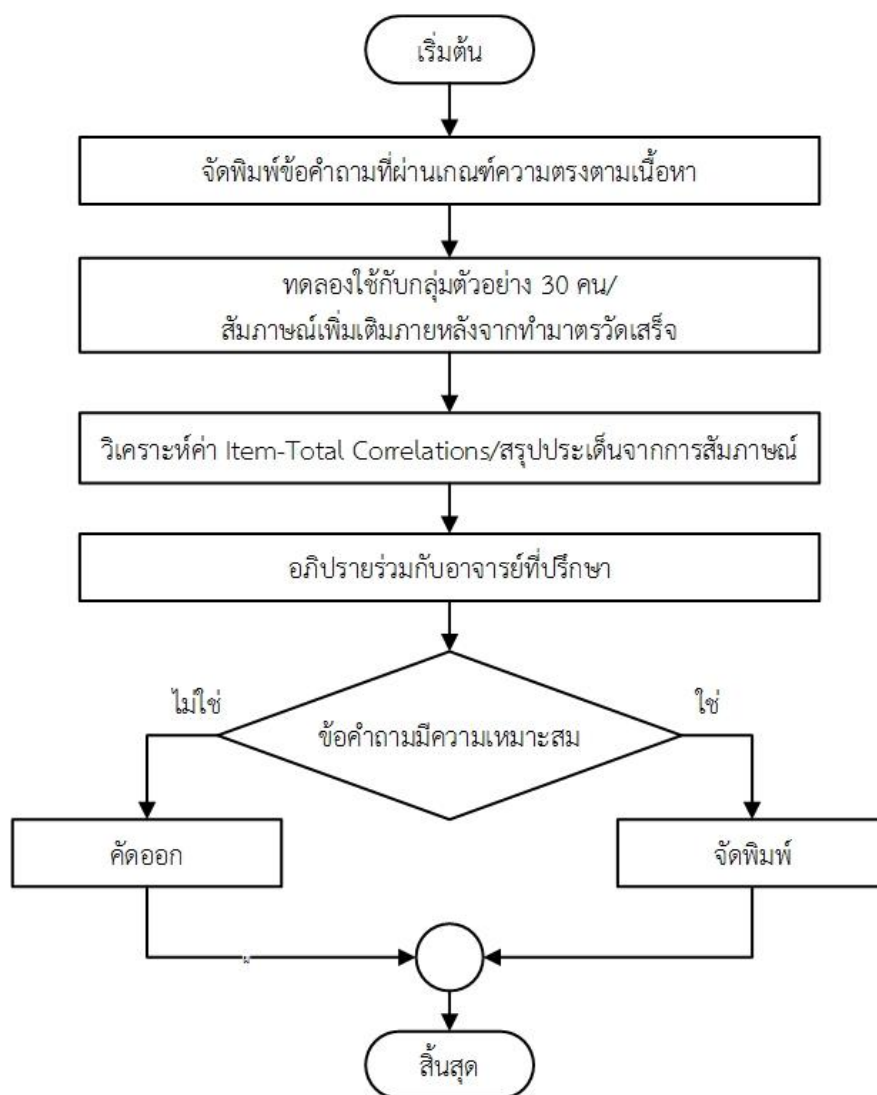 เริ่มต้น
จัดพิมพ์ข้อคำถามที่ผ่านเกณฑ์ความตรงตามเนื้อหา
ทดลองใช้กับกลุ่มตัวอย่าง 30 คน/
สัมภาษณ์เพิ่มเติมภายหลังจากทำมาตรวัดเสร็จ
วิเคราะห์ค่า Item-Total Correlations/สรุปประเด็นจากการสัมภาษณ์
อภิปรายร่วมกับอาจารย์ที่ปรึกษา
ไม่ใช่
ใช่
ข้อคำถามมีความเหมาะสม
คัดออก
จัดพิมพ์
สิ้นสุด